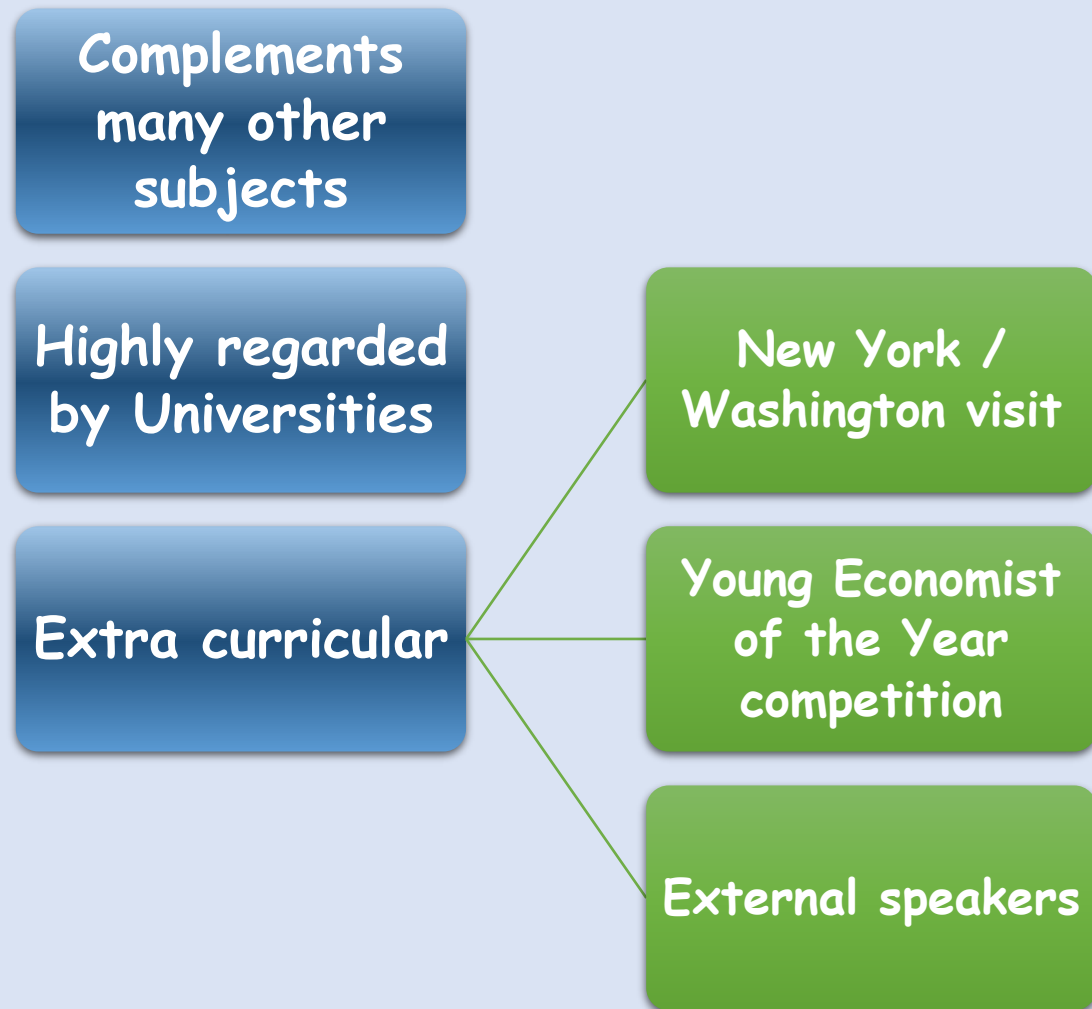 Complements
many other
subjects
Highly regarded
by Universities
Extra curricular
New York /
Washington visit
Young Economist
of the Year
competition
External speakers